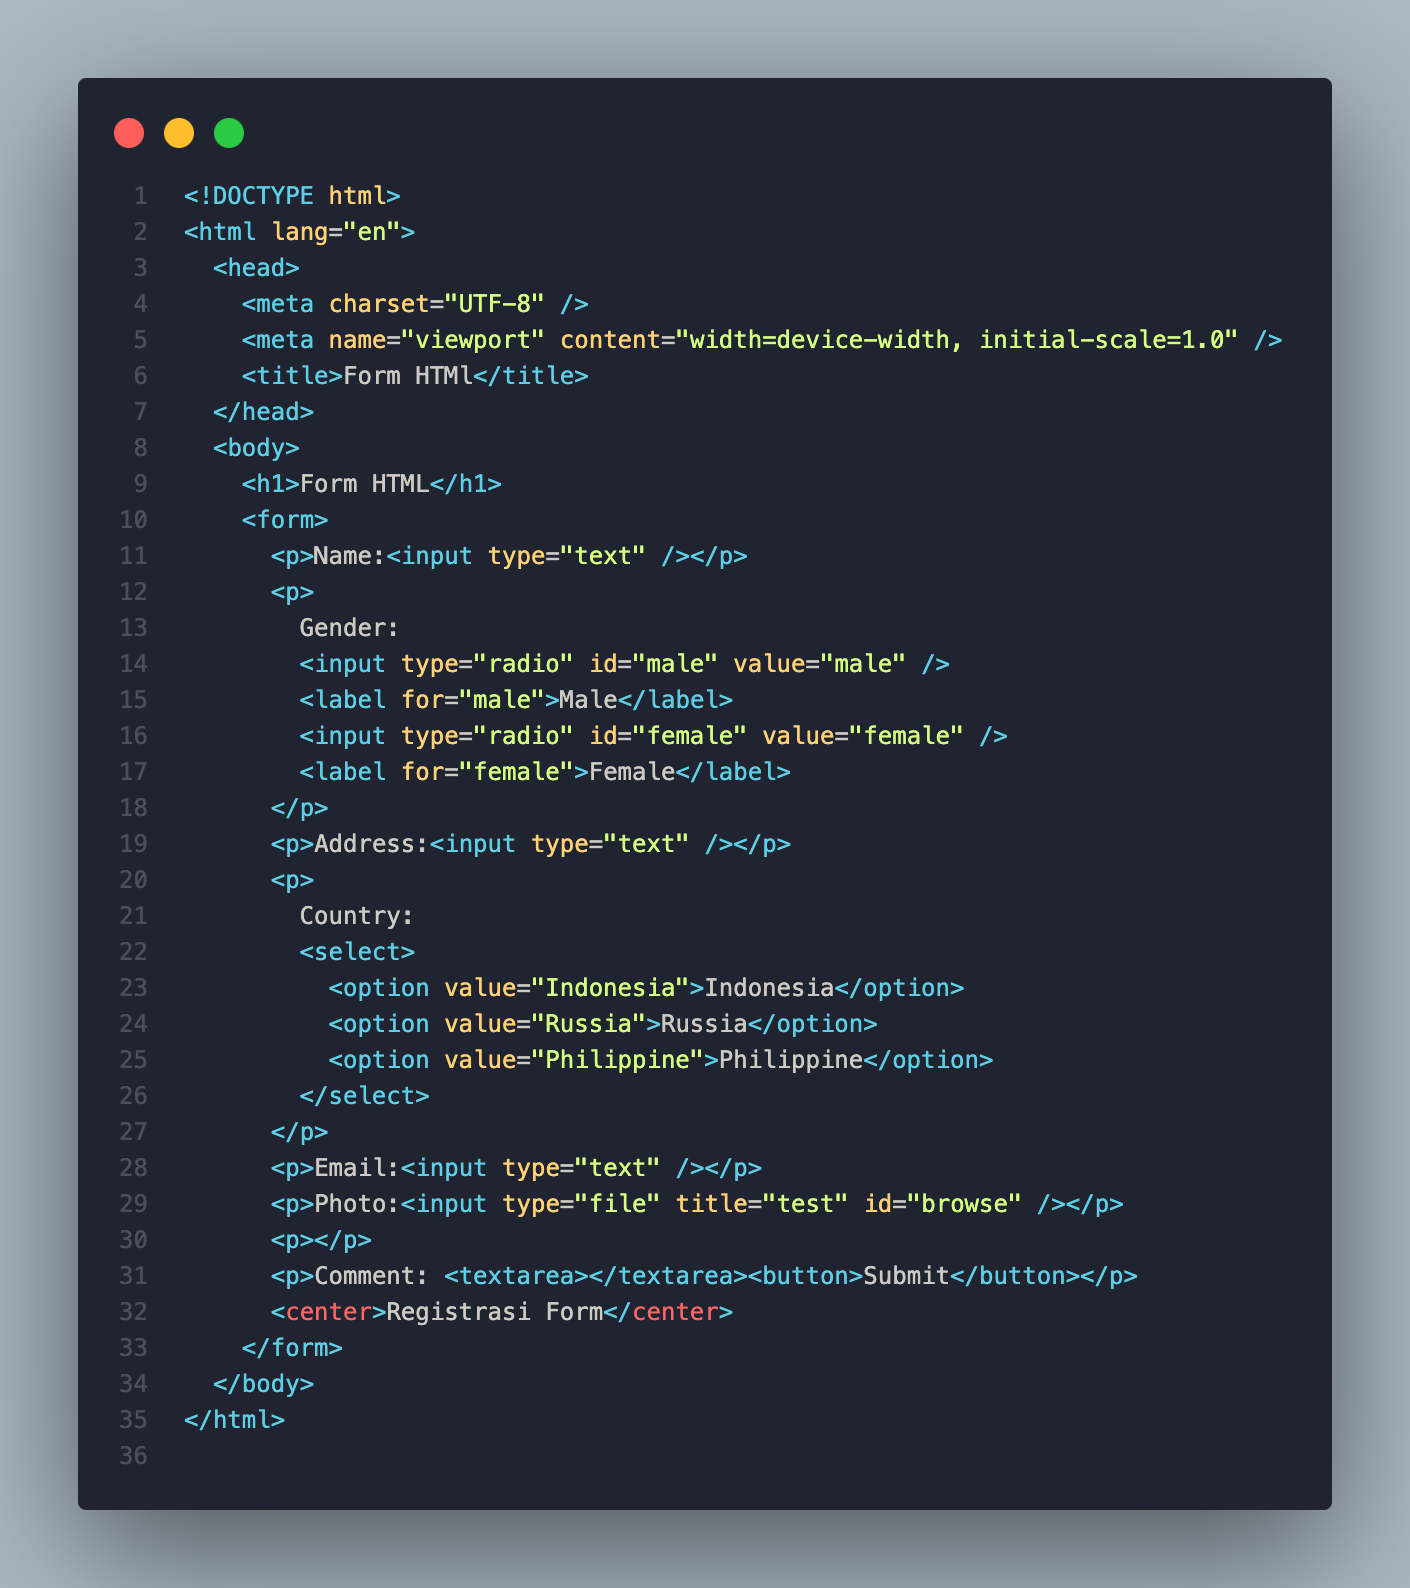 1 <!DOCTYPE html>
2 <html lang="en">
3   <head>
4     <meta charset="UTF-8" />
5     <meta name="viewport" content="width=device-width, initial-scale=1.0" />
6     <title>Form HTMl</title>
7   </head>
8   <body>
9     <h1>Form HTML</h1>
10     <form>
11       <p>Name:<input type="text" /></p>
12       <p>
13         Gender:
14         <input type="radio" id="male" value="male" />
15         <label for="male">Male</label>
16         <input type="radio" id="female" value="female" />
17         <label for="female">Female</label>
18       </p>
19       <p>Address:<input type="text" /></p>
20       <p>
21         Country:
22         <select>
23           <option value="Indonesia">Indonesia</option>
24           <option value="Russia">Russia</option>
25           <option value="Philippine">Philippine</option>
26         </select>
27       </p>
28       <p>Email:<input type="text" /></p>
29       <p>Photo:<input type="file" title="test" id="browse" /></p>
30       <p></p>
31       <p>Comment: <textarea></textarea><button>Submit</button></p>
32       <center>Registrasi Form</center>
33     </form>
34   </body>
35 </html>
36